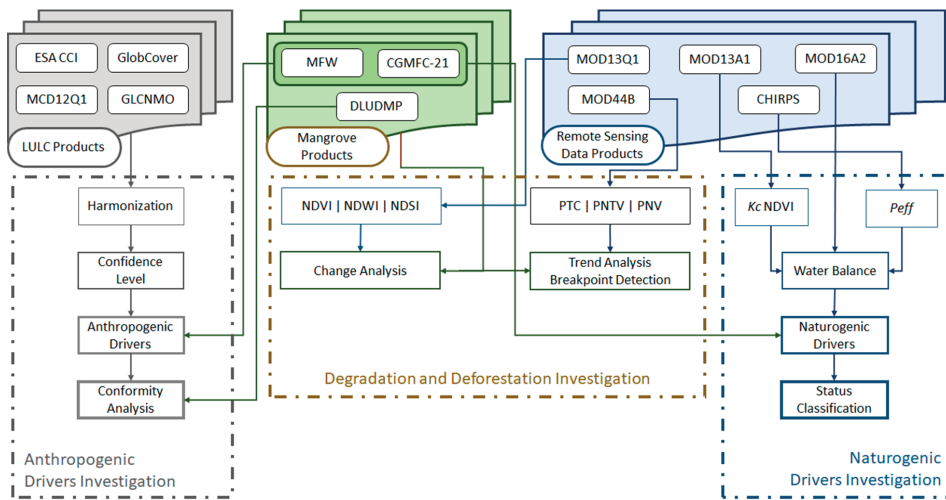 ESA CCI
GlobCover
MCD12Q1
GLCNMO
LULC Products
MFW
CGMFC-21
DLUDMP
Mangrove
Products
MOD13Q1
MOD13A1
MOD16A2
MOD44B
CHIRPS
Remote Sensing
Data Products
Harmonization
Confidence
Level
Anthropogenic
Drivers
Conformity
Analysis
Anthropogenic
Drivers Investigation
NDVI | NDWI | NDSI
PTC | PNTV | PNV
Change Analysis
Trend Analysis
Breakpoint Detection
Degradation and Deforestation Investigation
Kc NDVI
Peff
Water Balance
Naturogenic
Drivers
Status
Classification
Naturogenic
Drivers Investigation